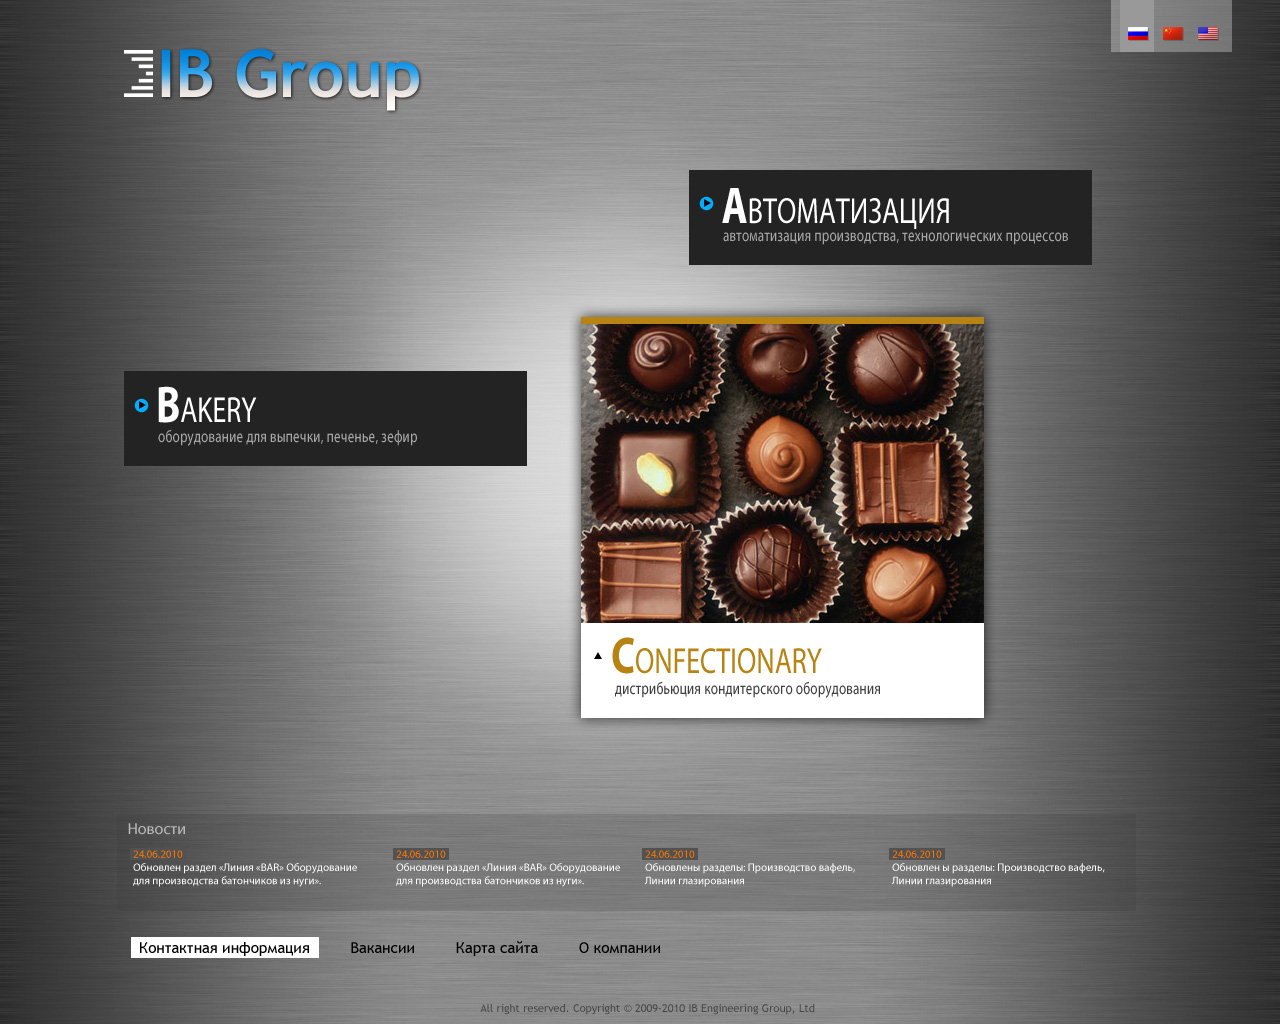 IB Group
Автоматизация
автоматизация производства, технологических процессов
Bakery
оборудование для выпечки, печенье, зефир
Confectionary
дистрибьюция кондитерского оборудования
Новости
24.06.2010
Обновлен раздел «Линия «BAR» Оборудование
для производства батончиков из нуги».
24.06.2010
Обновлен раздел «Линия «BAR» Оборудование
для производства батончиков из нуги».
24.06.2010
Обновлены разделы: Производство вафель,
Линии глазирования
24.06.2010
Обновлен ы разделы: Производство вафель,
Линии глазирования
Контактная информация Вакансии Карта сайта О компании
All right reserved. Copyright © 2009-2010 IB Engineering Group, Ltd